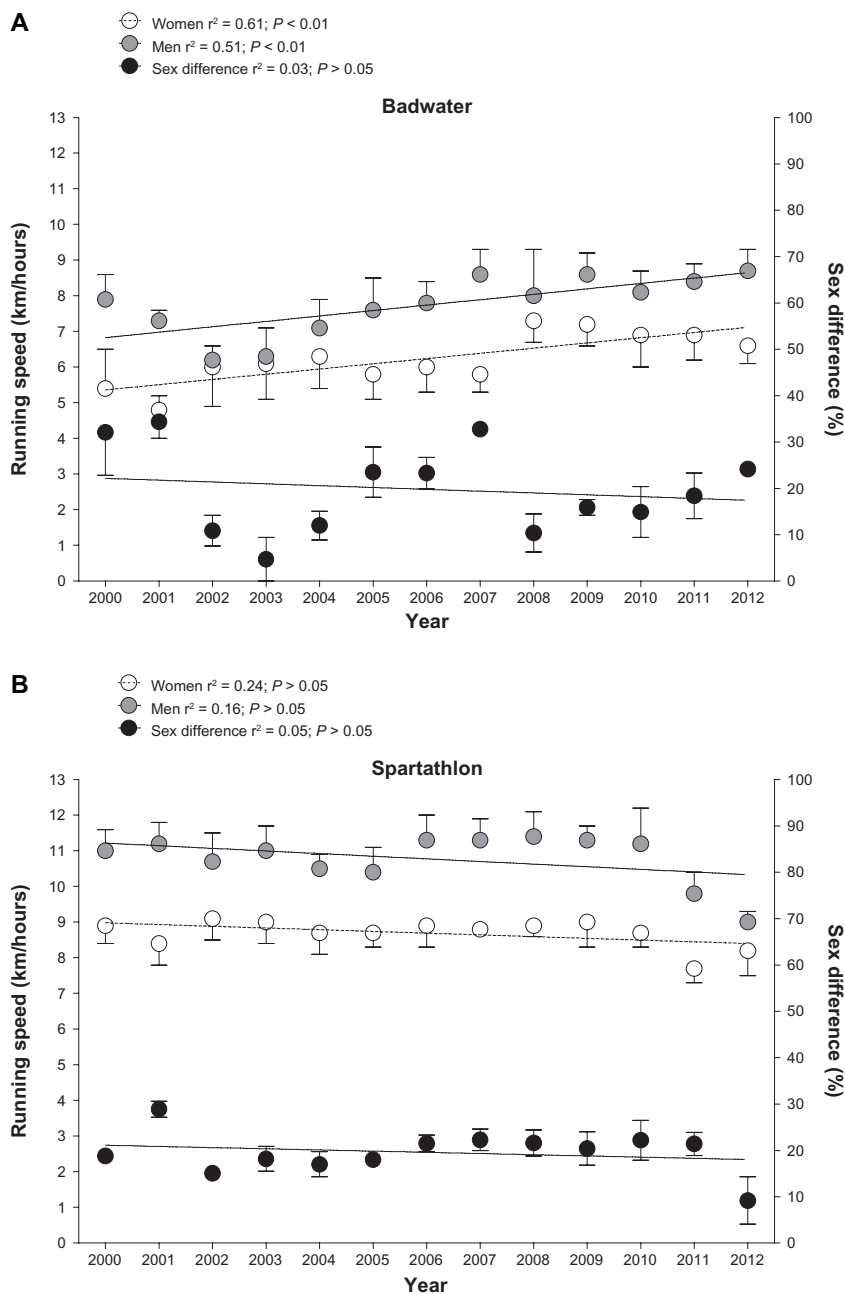 A
Women r² = 0.61; P < 0.01
Men r² = 0.51; P < 0.01
Sex difference r² = 0.03; P > 0.05
Badwater
Running speed (km/hours)
13
12
11
10
9
8
7
6
5
4
3
2
1
0
100
90
80
70
60
50
40
30
20
10
0
Sex difference (%)
2000 2001 2002 2003 2004 2005 2006 2007 2008 2009 2010 2011 2012
Year
B
Women r² = 0.24; P > 0.05
Men r² = 0.16; P > 0.05
Sex difference r² = 0.05; P > 0.05
Spartathlon
Running speed (km/hours)
13
12
11
10
9
8
7
6
5
4
3
2
1
0
100
90
80
70
60
50
40
30
20
10
0
Sex difference (%)
2000 2001 2002 2003 2004 2005 2006 2007 2008 2009 2010 2011 2012
Year